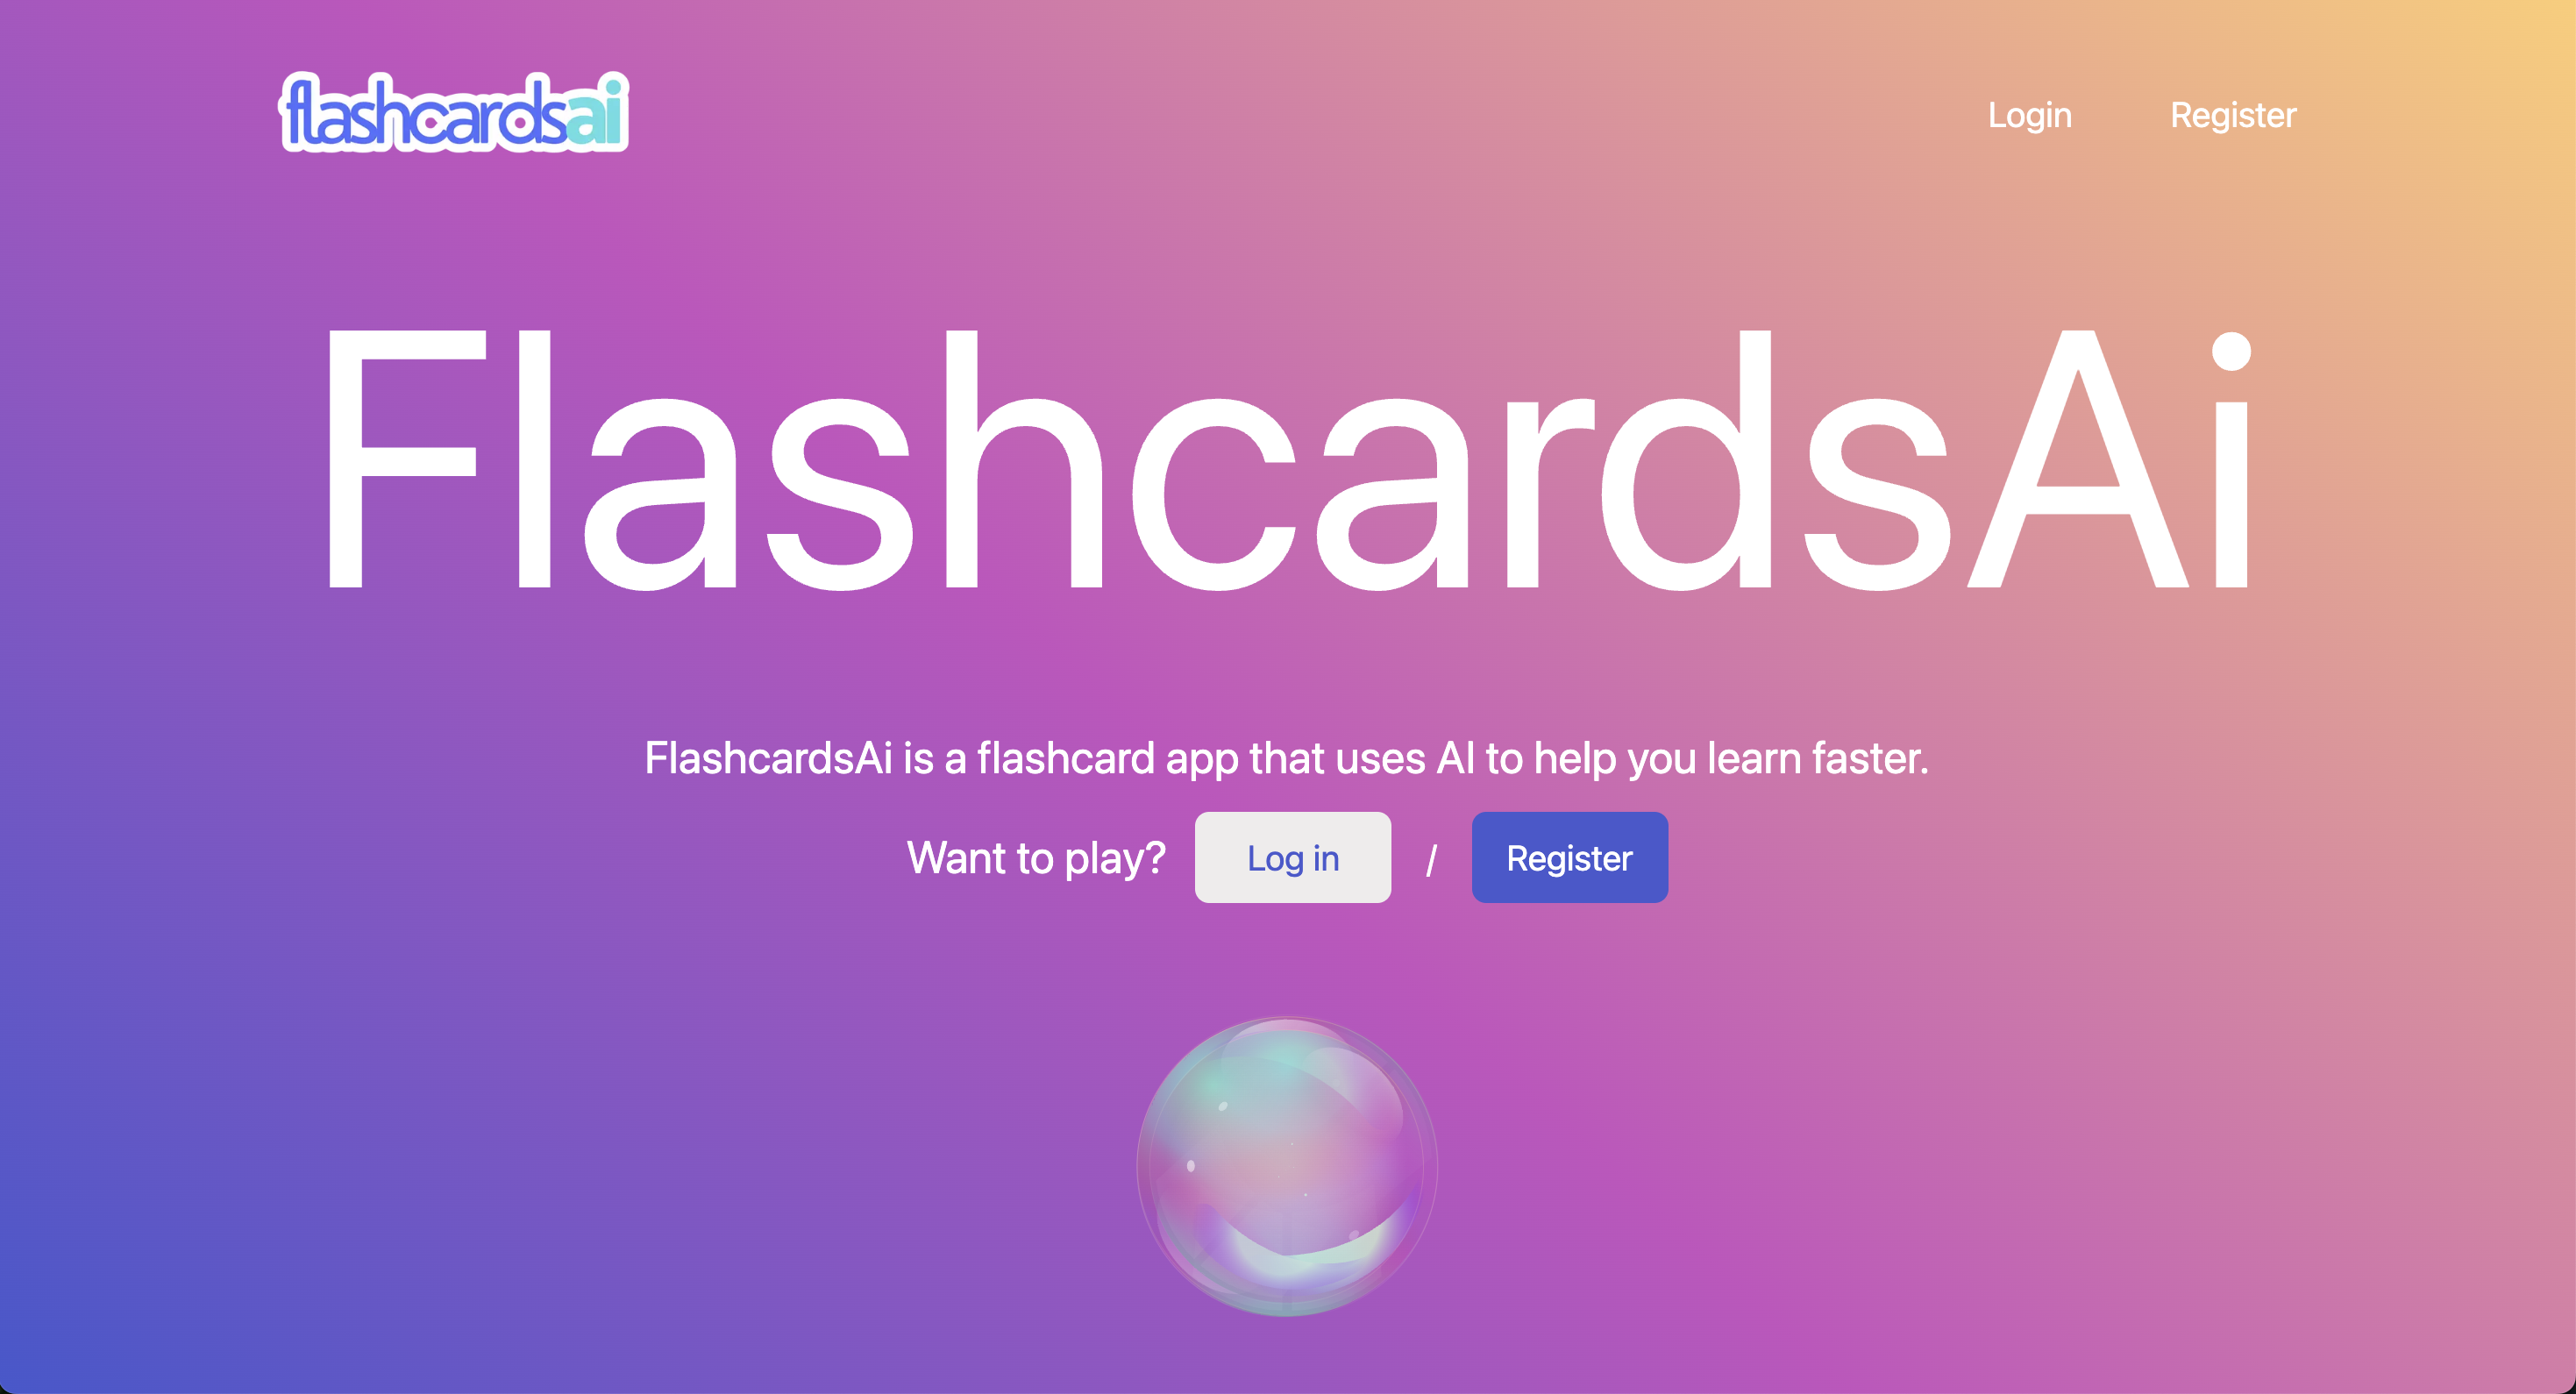 flashcardsai
Login Register
FlashcardsAi
FlashcardsAi is a flashcard app that uses AI to help you learn faster.
Want to play? Log in / Register